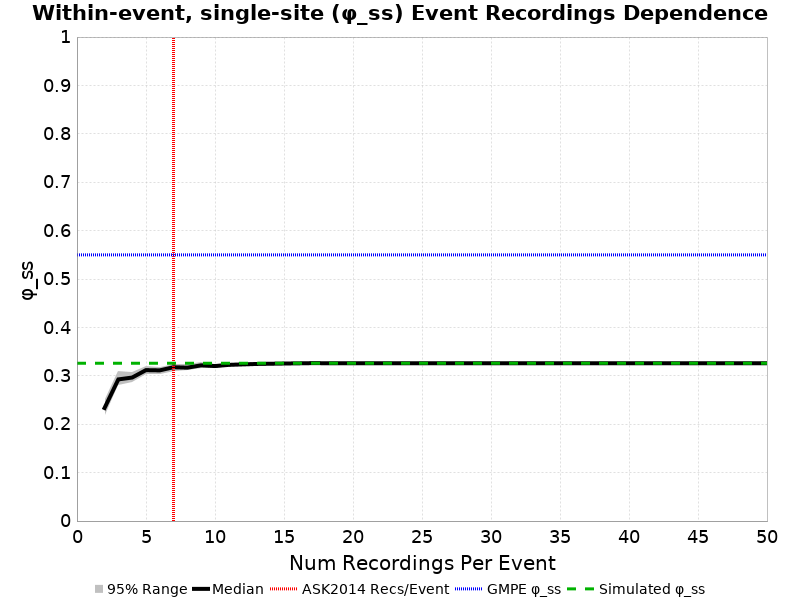 Within-event, single-site (φ_ss) Event Recordings Dependence
1
0.9
0.8
0.7
0.6
0.5
0.4
0.3
0.2
0.1
0
φ_ss
0 5 10 15 20 25 30 35 40 45 50
Num Recordings Per Event
95% Range Median ASK2014 Recs/Event GMPE φ_ss Simulated φ_ss